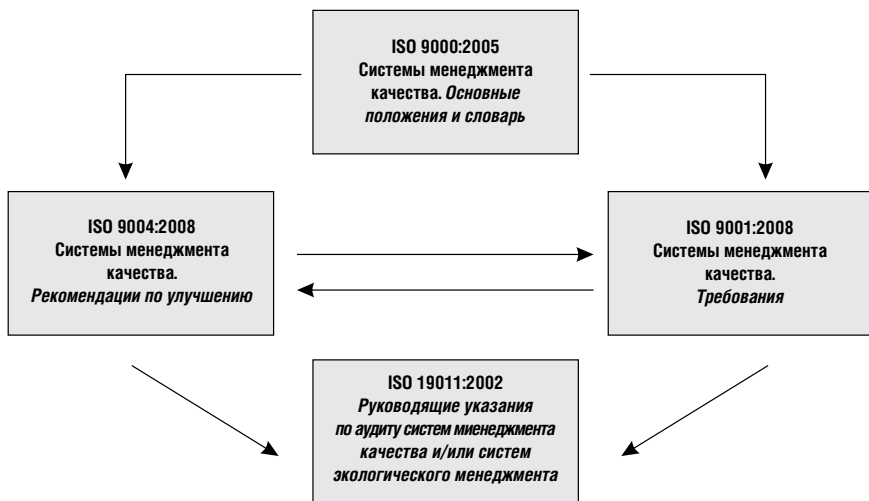 ISO 9000:2005
Системы менеджмента
качества. Основные
положения и словарь
ISO 9004:2008
Системы менеджмента
качества.
Рекомендации по улучшению
ISO 9001:2008
Системы менеджмента
качества.
Требования
ISO 19011:2002
Руководящие указания
по аудиту систем миенеджмента
качества и/или систем
экологического менеджмента